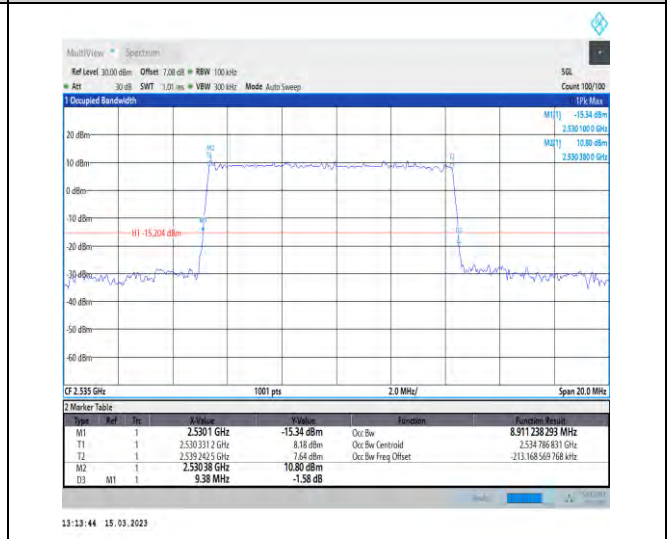 MultiView Spectrum
Ref Level 30.00 dBm Offset 7.00 dB RBW 100 kHz SGL
Att 30 dB SWT 1.01 ms VBW 300 kHz Mode Auto Sweep Count 100/100
1 Occupied Bandwidth 1Pk Max
M1[1] -15.34 dBm
2.530 100 0 GHz
20 dBm M2[1] 10.80 dBm
M2 2.530 380 0 GHz
10 dBm
0 dBm
-10 dBm
H1 -15.204 dBm
-20 dBm
-30 dBm
-40 dBm
-50 dBm
-60 dBm
CF 2.535 GHz 1001 pts 2.0 MHz/ Span 20.0 MHz
2 Marker Table
Type Ref Trc X-Value Y-Value Function Function Result
M1 1 2.5301 GHz -15.34 dBm Occ Bw 8.911 238 293 MHz
T1 1 2.530 331 2 GHz 8.18 dBm Occ Bw Centroid 2.534 786 831 GHz
T2 1 2.539 242 5 GHz 7.64 dBm Occ Bw Freq Offset -213.168 569 768 kHz
M2 1 2.53038 GHz 10.80 dBm
D3 M1 1 9.38 MHz -1.58 dB
13:13:44 15.03.2023